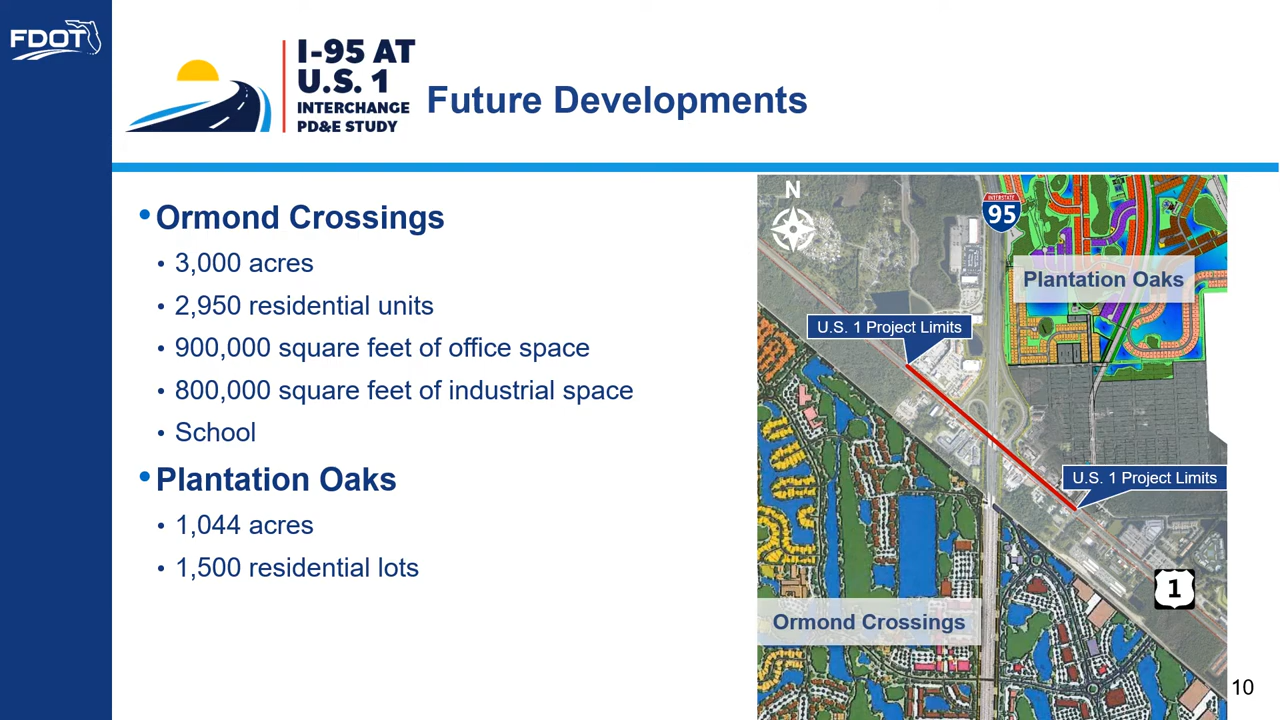 FDOT
I-95 AT
U.S. 1
INTERCHANGE
PD&E STUDY
Future Developments
• Ormond Crossings
• 3,000 acres
• 2,950 residential units
• 900,000 square feet of office space
• 800,000 square feet of industrial space
• School
• Plantation Oaks
• 1,044 acres
• 1,500 residential lots
N
INTERSTATE
95
Plantation Oaks
U.S. 1 Project Limits
U.S. 1 Project Limits
1
Ormond Crossings
10